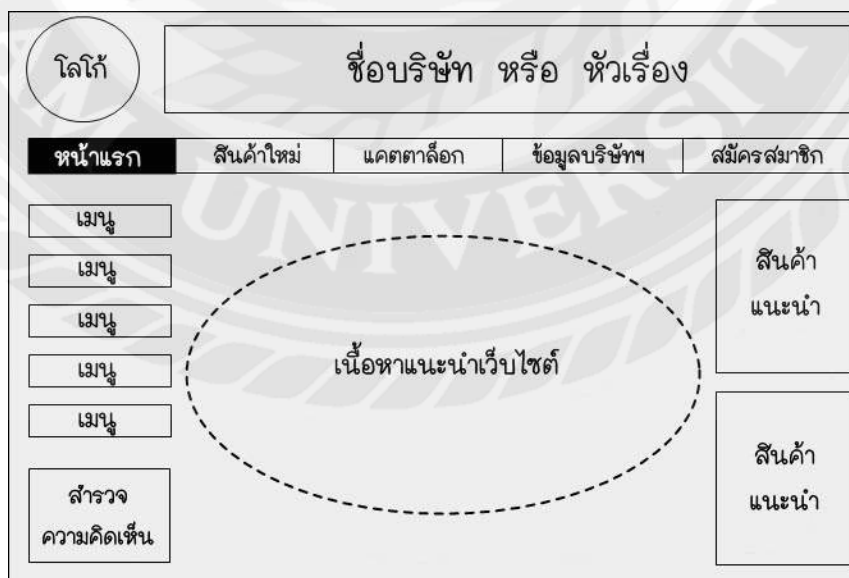 โลโก้
ชื่อบริษัท หรือ หัวเรื่อง
หน้าแรก
สินค้าใหม่
แคตตาล็อก
ข้อมูลบริษัทฯ
สมัครสมาชิก
เมนู
เมนู
เมนู
เมนู
เมนู
สำรวจ
ความคิดเห็น
เนื้อหาแนะนำเว็บไซต์
สินค้า
แนะนำ
สินค้า
แนะนำ
UNIVERSIT